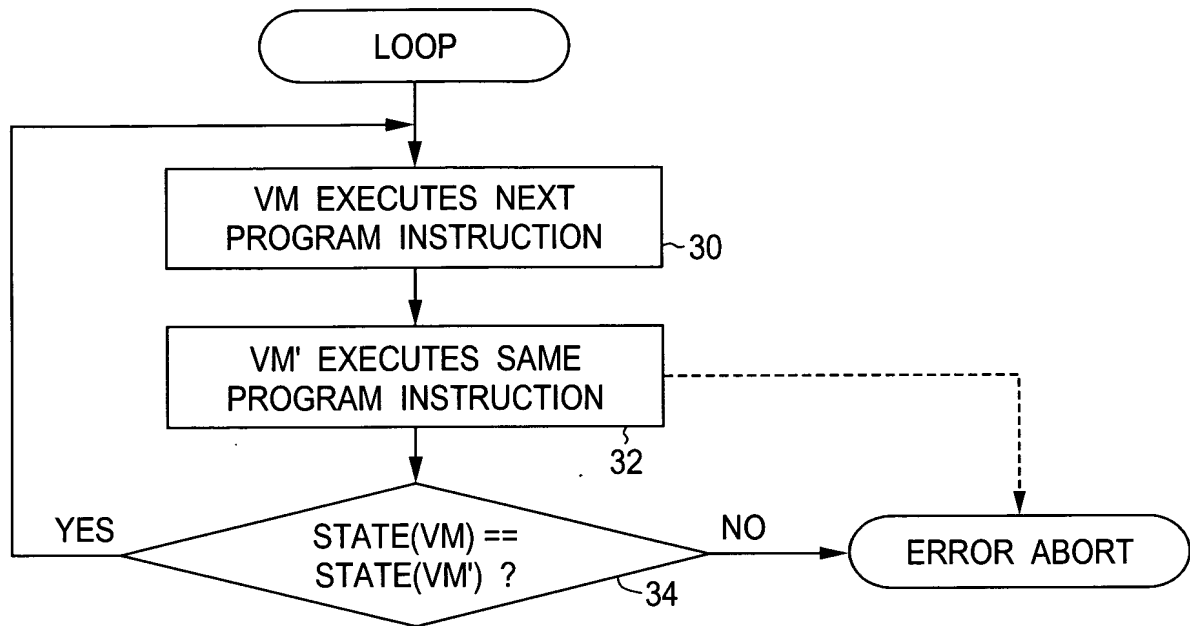 LOOP
VM EXECUTES NEXT
PROGRAM INSTRUCTION
30
VM' EXECUTES SAME
PROGRAM INSTRUCTION
32
YES
STATE(VM) ==
STATE(VM') ?
34
NO
ERROR ABORT